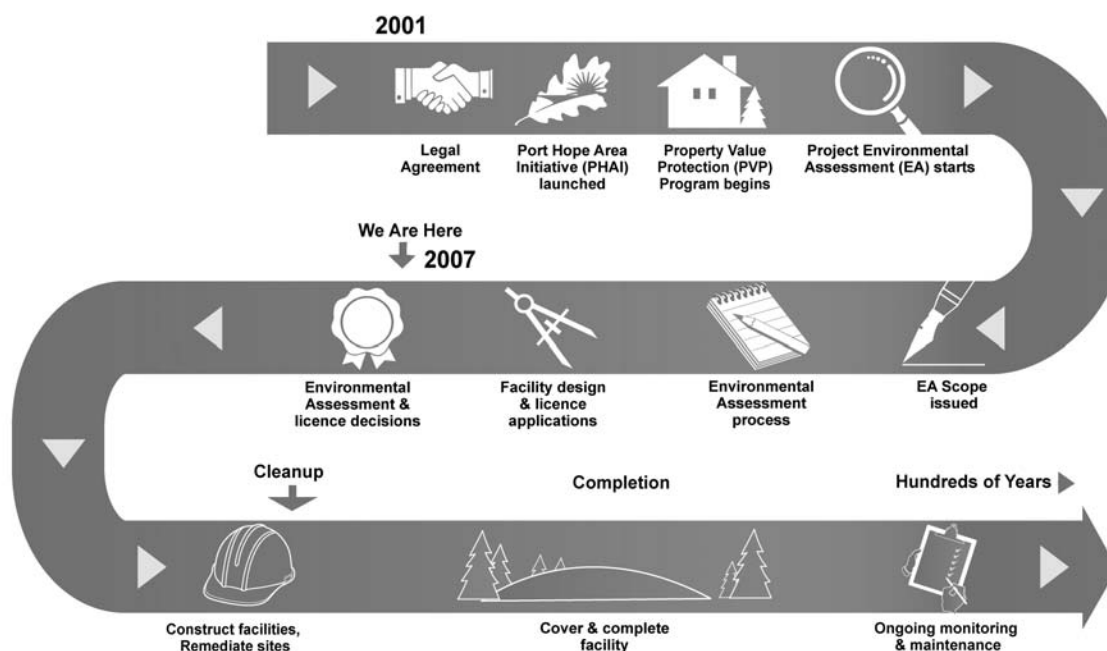 2001
Legal
Agreement
Port Hope Area
Initiative (PHAI)
launched
Property Value
Protection (PVP)
Program begins
Project Environmental
Assessment (EA) starts
We Are Here
2007
Environmental
Assessment &
licence decisions
Facility design
& licence
applications
Environmental
Assessment
process
EA Scope
issued
Cleanup
Completion
Hundreds of Years
Construct facilities,
Remediate sites
Cover & complete
facility
Ongoing monitoring
& maintenance